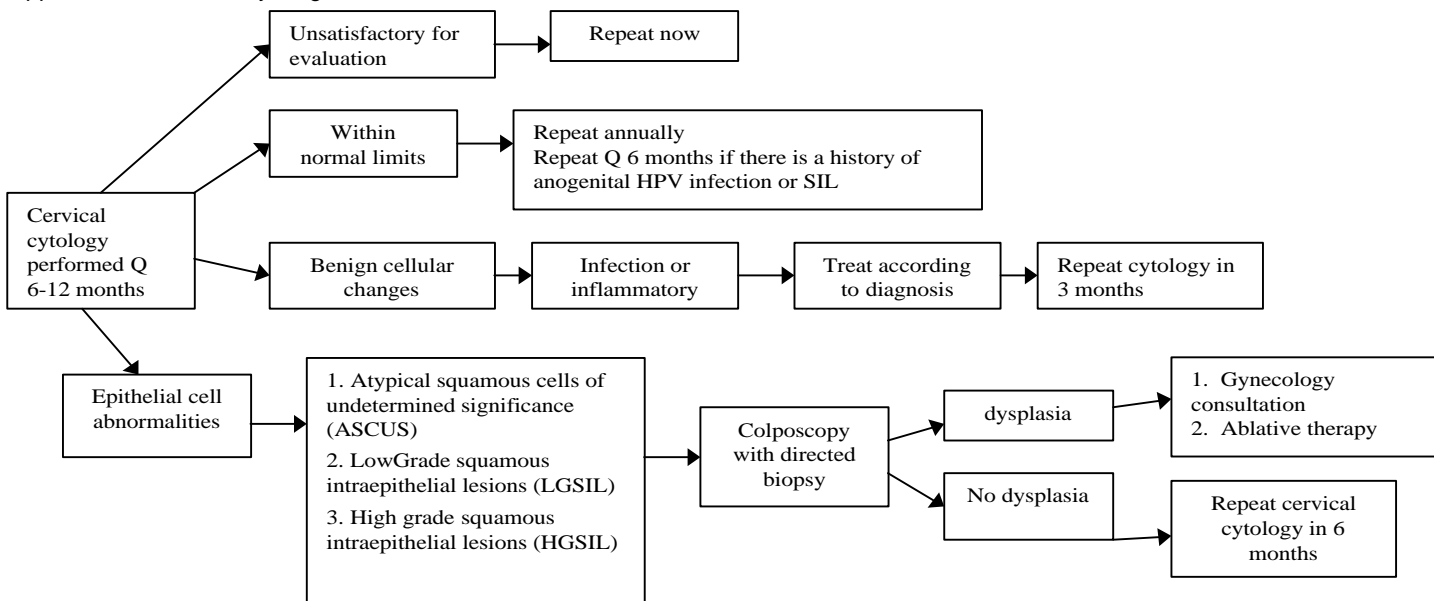 Unsatisfactory for
evaluation
Repeat now
Within
normal limits
Repeat annually
Repeat Q 6 months if there is a history of
anogenital HPV infection or SIL
Cervical
cytology
performed Q
6-12 months
Benign cellular
changes
Infection or
inflammatory
Treat according
to diagnosis
Repeat cytology in
3 months
Epithelial cell
abnormalities
1. Atypical squamous cells of
undetermined significance
(ASCUS)
2. LowGrade squamous
intraepithelial lesions (LGSIL)
3. High grade squamous
intraepithelial lesions (HGSIL)
Colposcopy
with directed
biopsy
dysplasia
1. Gynecology
consultation
2. Ablative therapy
No dysplasia
Repeat cervical
cytology in 6
months